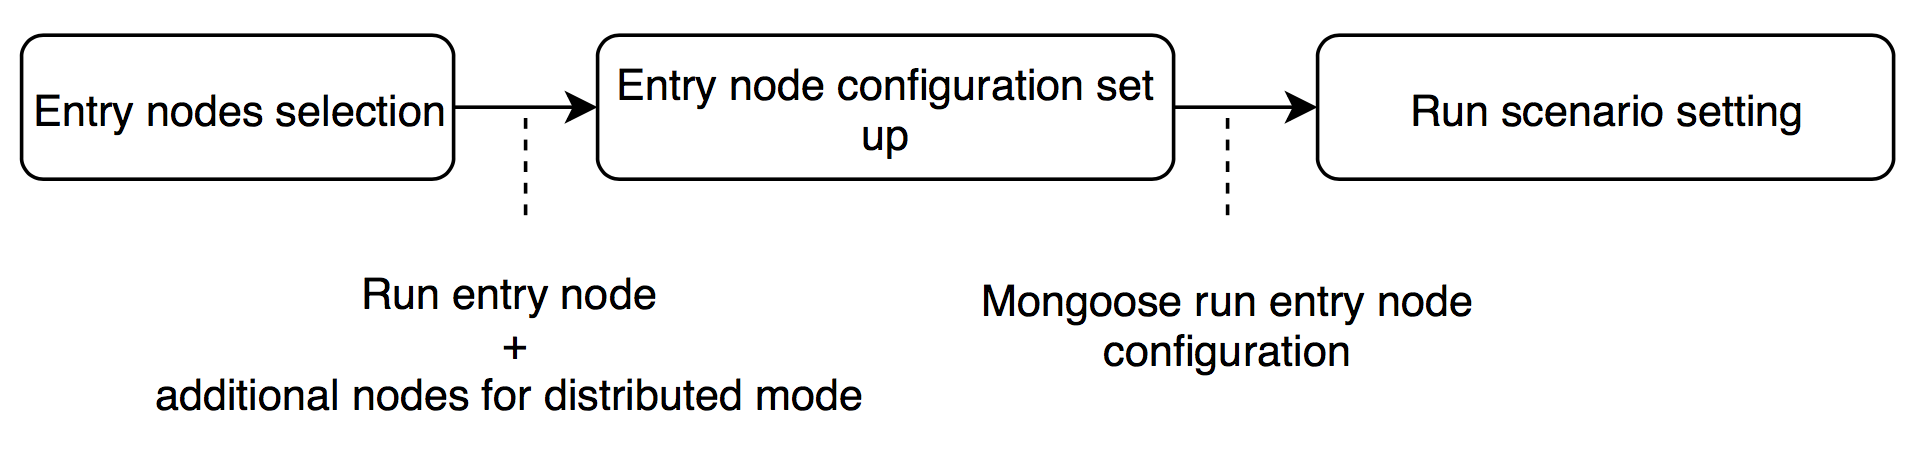 Entry nodes selection
Entry node configuration set
up
Run scenario setting
Run entry node
+
additional nodes for distributed mode
Mongoose run entry node
configuration